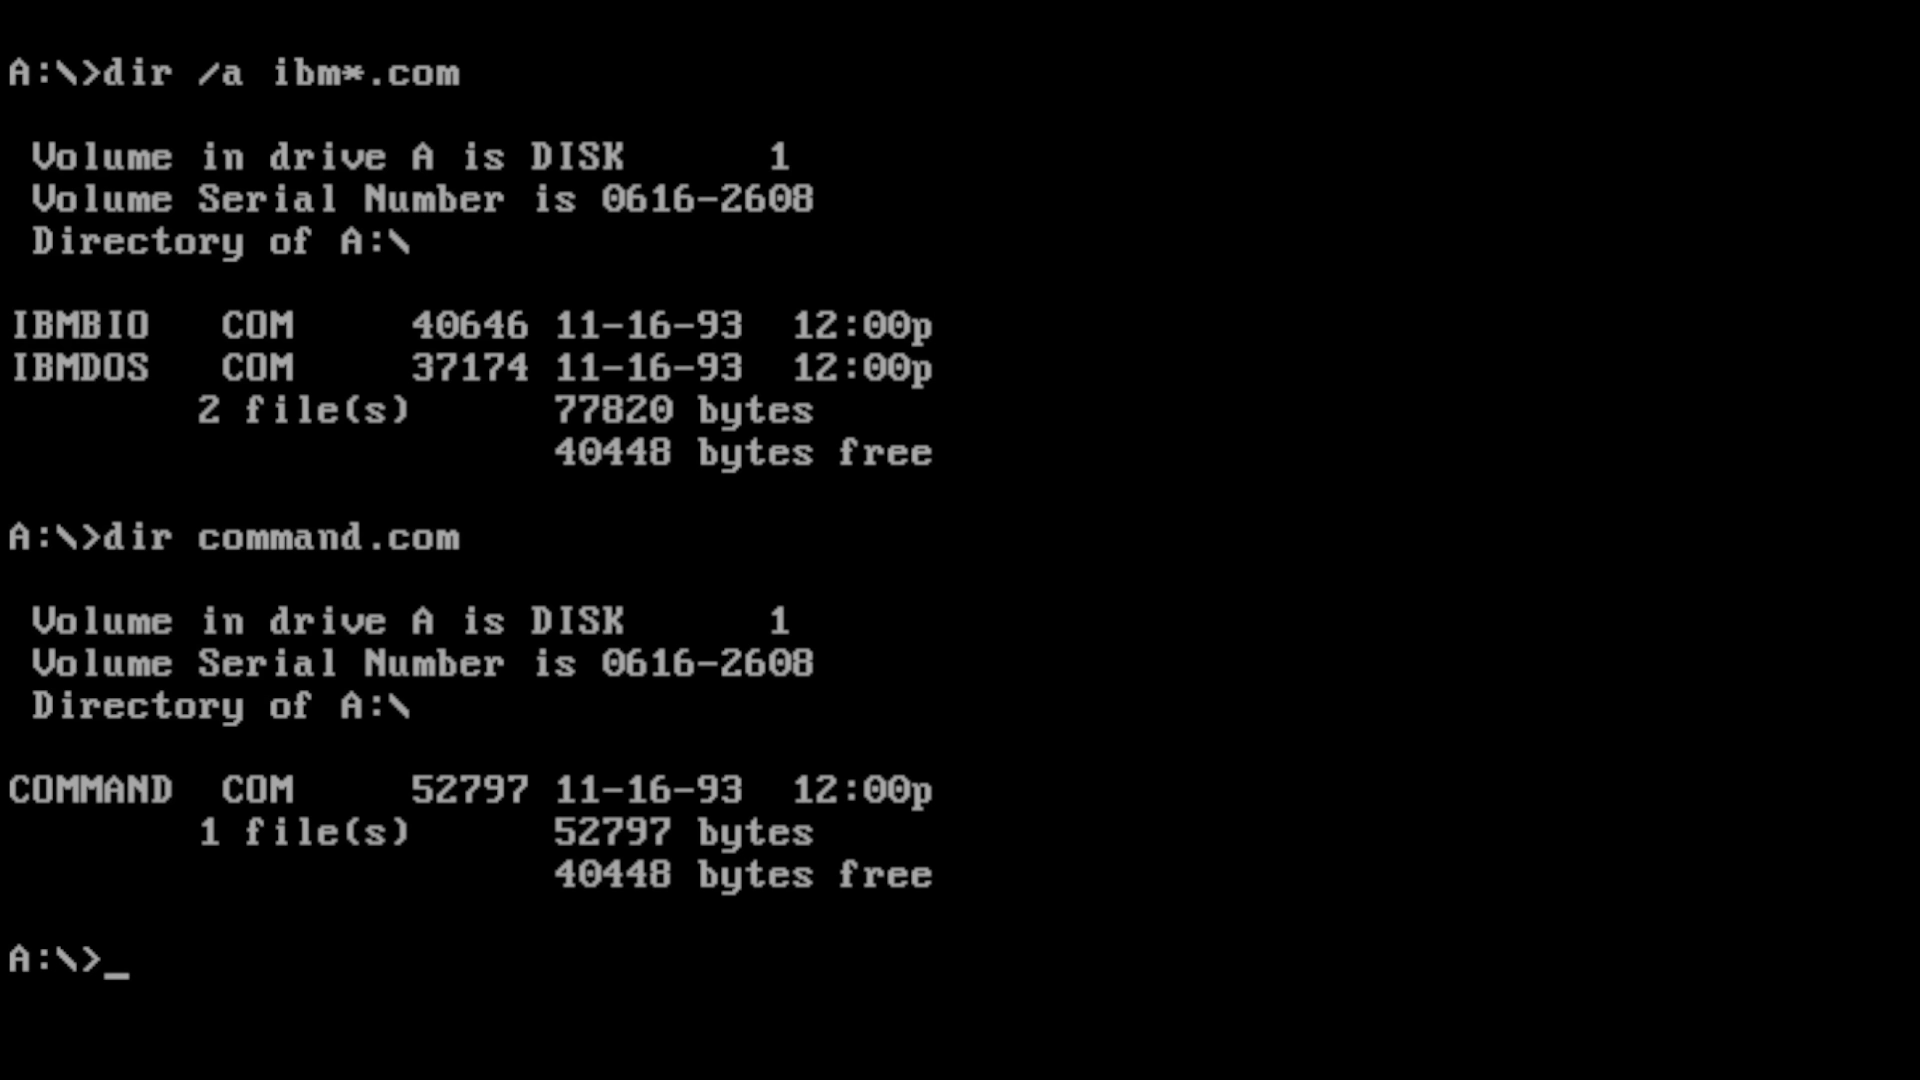 A:\>dir /a ibm*.com
Volume in drive A is DISK      1
Volume Serial Number is 0616-2608
Directory of A:\
IBMBIO   COM     40646 11-16-93  12:00p
IBMDOS   COM     37174 11-16-93  12:00p
2 file(s)      77820 bytes
40448 bytes free
A:\>dir command.com
Volume in drive A is DISK      1
Volume Serial Number is 0616-2608
Directory of A:\
COMMAND  COM     52797 11-16-93  12:00p
1 file(s)      52797 bytes
40448 bytes free
A:\>_